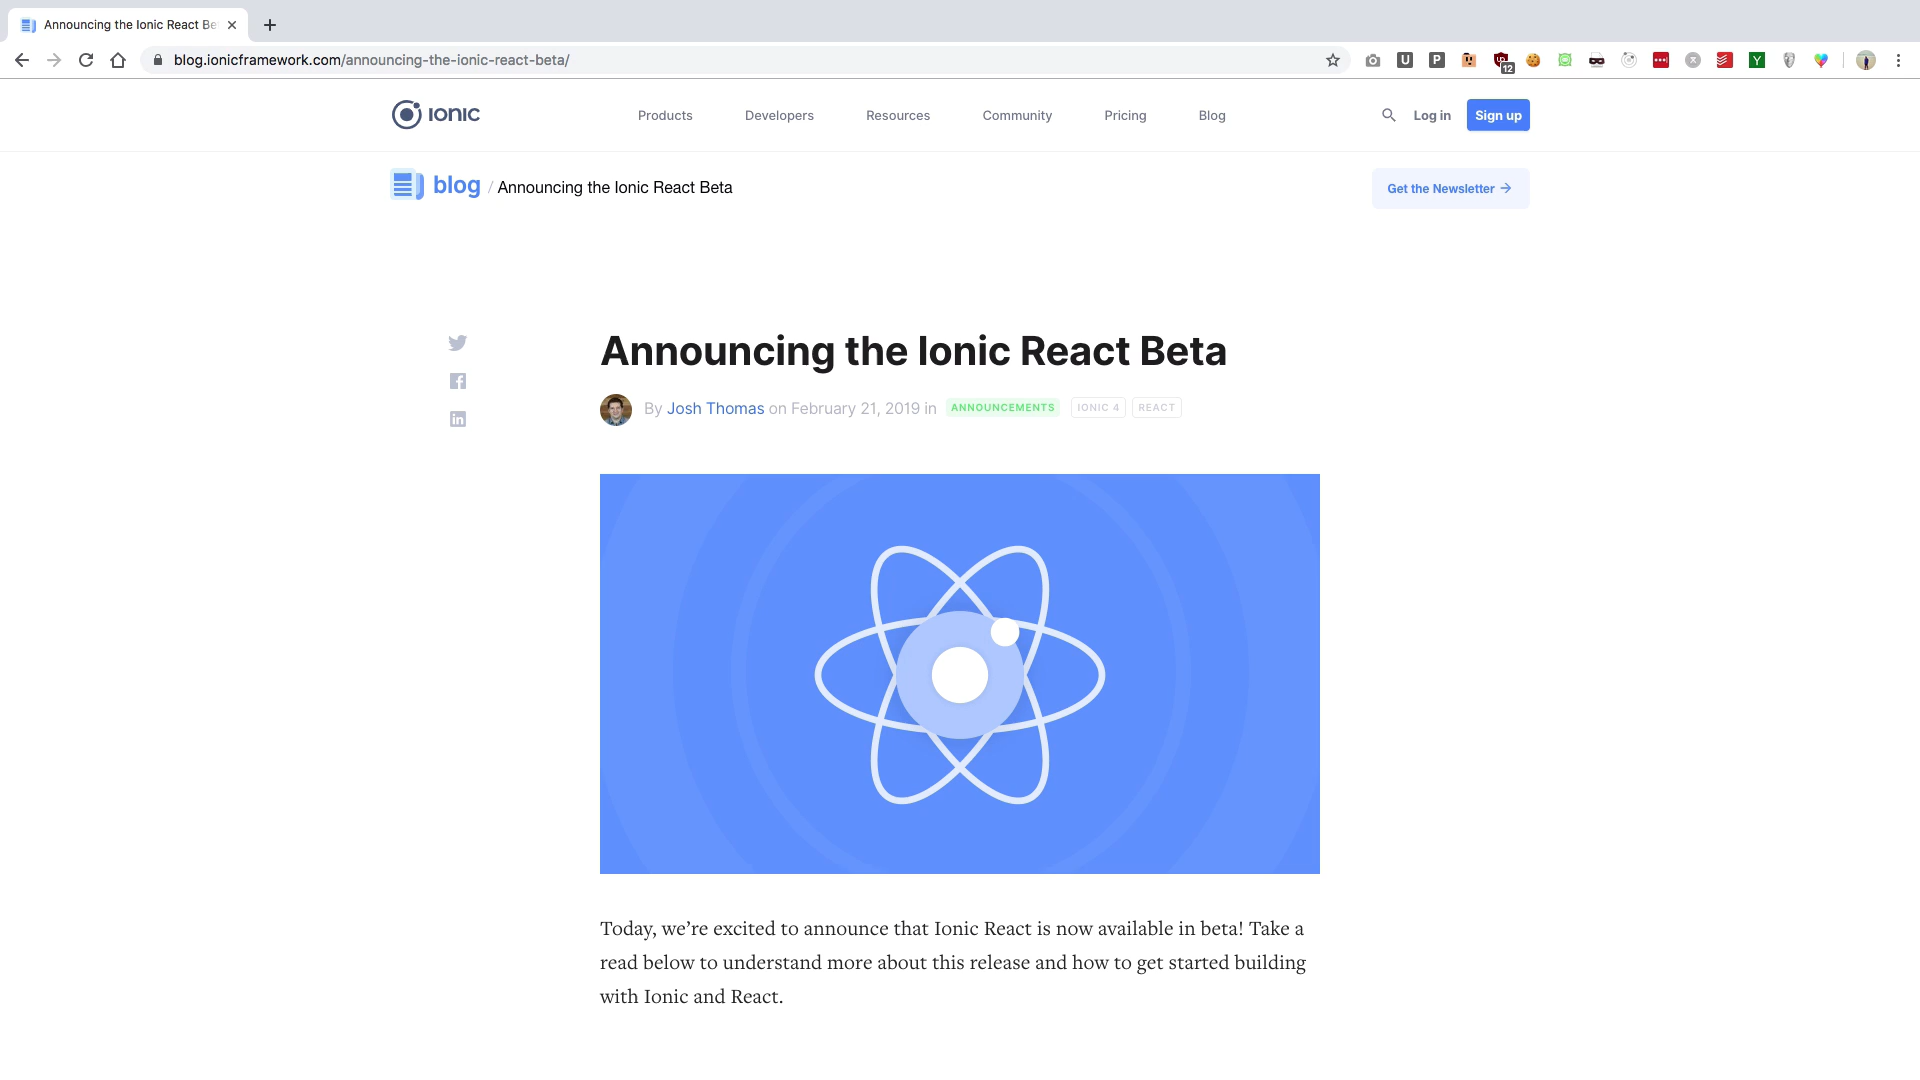 Announcing the Ionic React Be
blog.ionicframework.com/announcing-the-ionic-react-beta/
U
P
12
Y
IONIC
Products
Developers
Resources
Community
Pricing
Blog
Log in
Sign up
blog / Announcing the Ionic React Beta
Get the Newsletter →
Announcing the Ionic React Beta
By Josh Thomas on February 21, 2019 in ANNOUNCEMENTS IONIC 4 REACT
Today, we’re excited to announce that Ionic React is now available in beta! Take a
read below to understand more about this release and how to get started building
with Ionic and React.